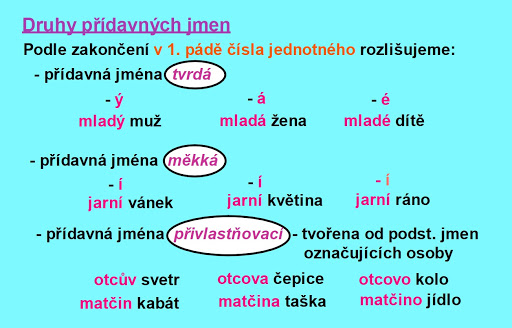 Druhy přídavných jmen
Podle zakončení v 1. pádě čísla jednotného rozlišujeme:
- přídavná jména tvrdá
- ý - á - é
mladý muž mladá žena mladé dítě
- přídavná jména měkká
- í - í - í
jarní vánek jarní květina jarní ráno
- přídavná jména přivlastňovací - tvořena od podst. jmen
označujících osoby
otcův svetr otcova čepice otcovo kolo
matčin kabát matčina taška matčino jídlo